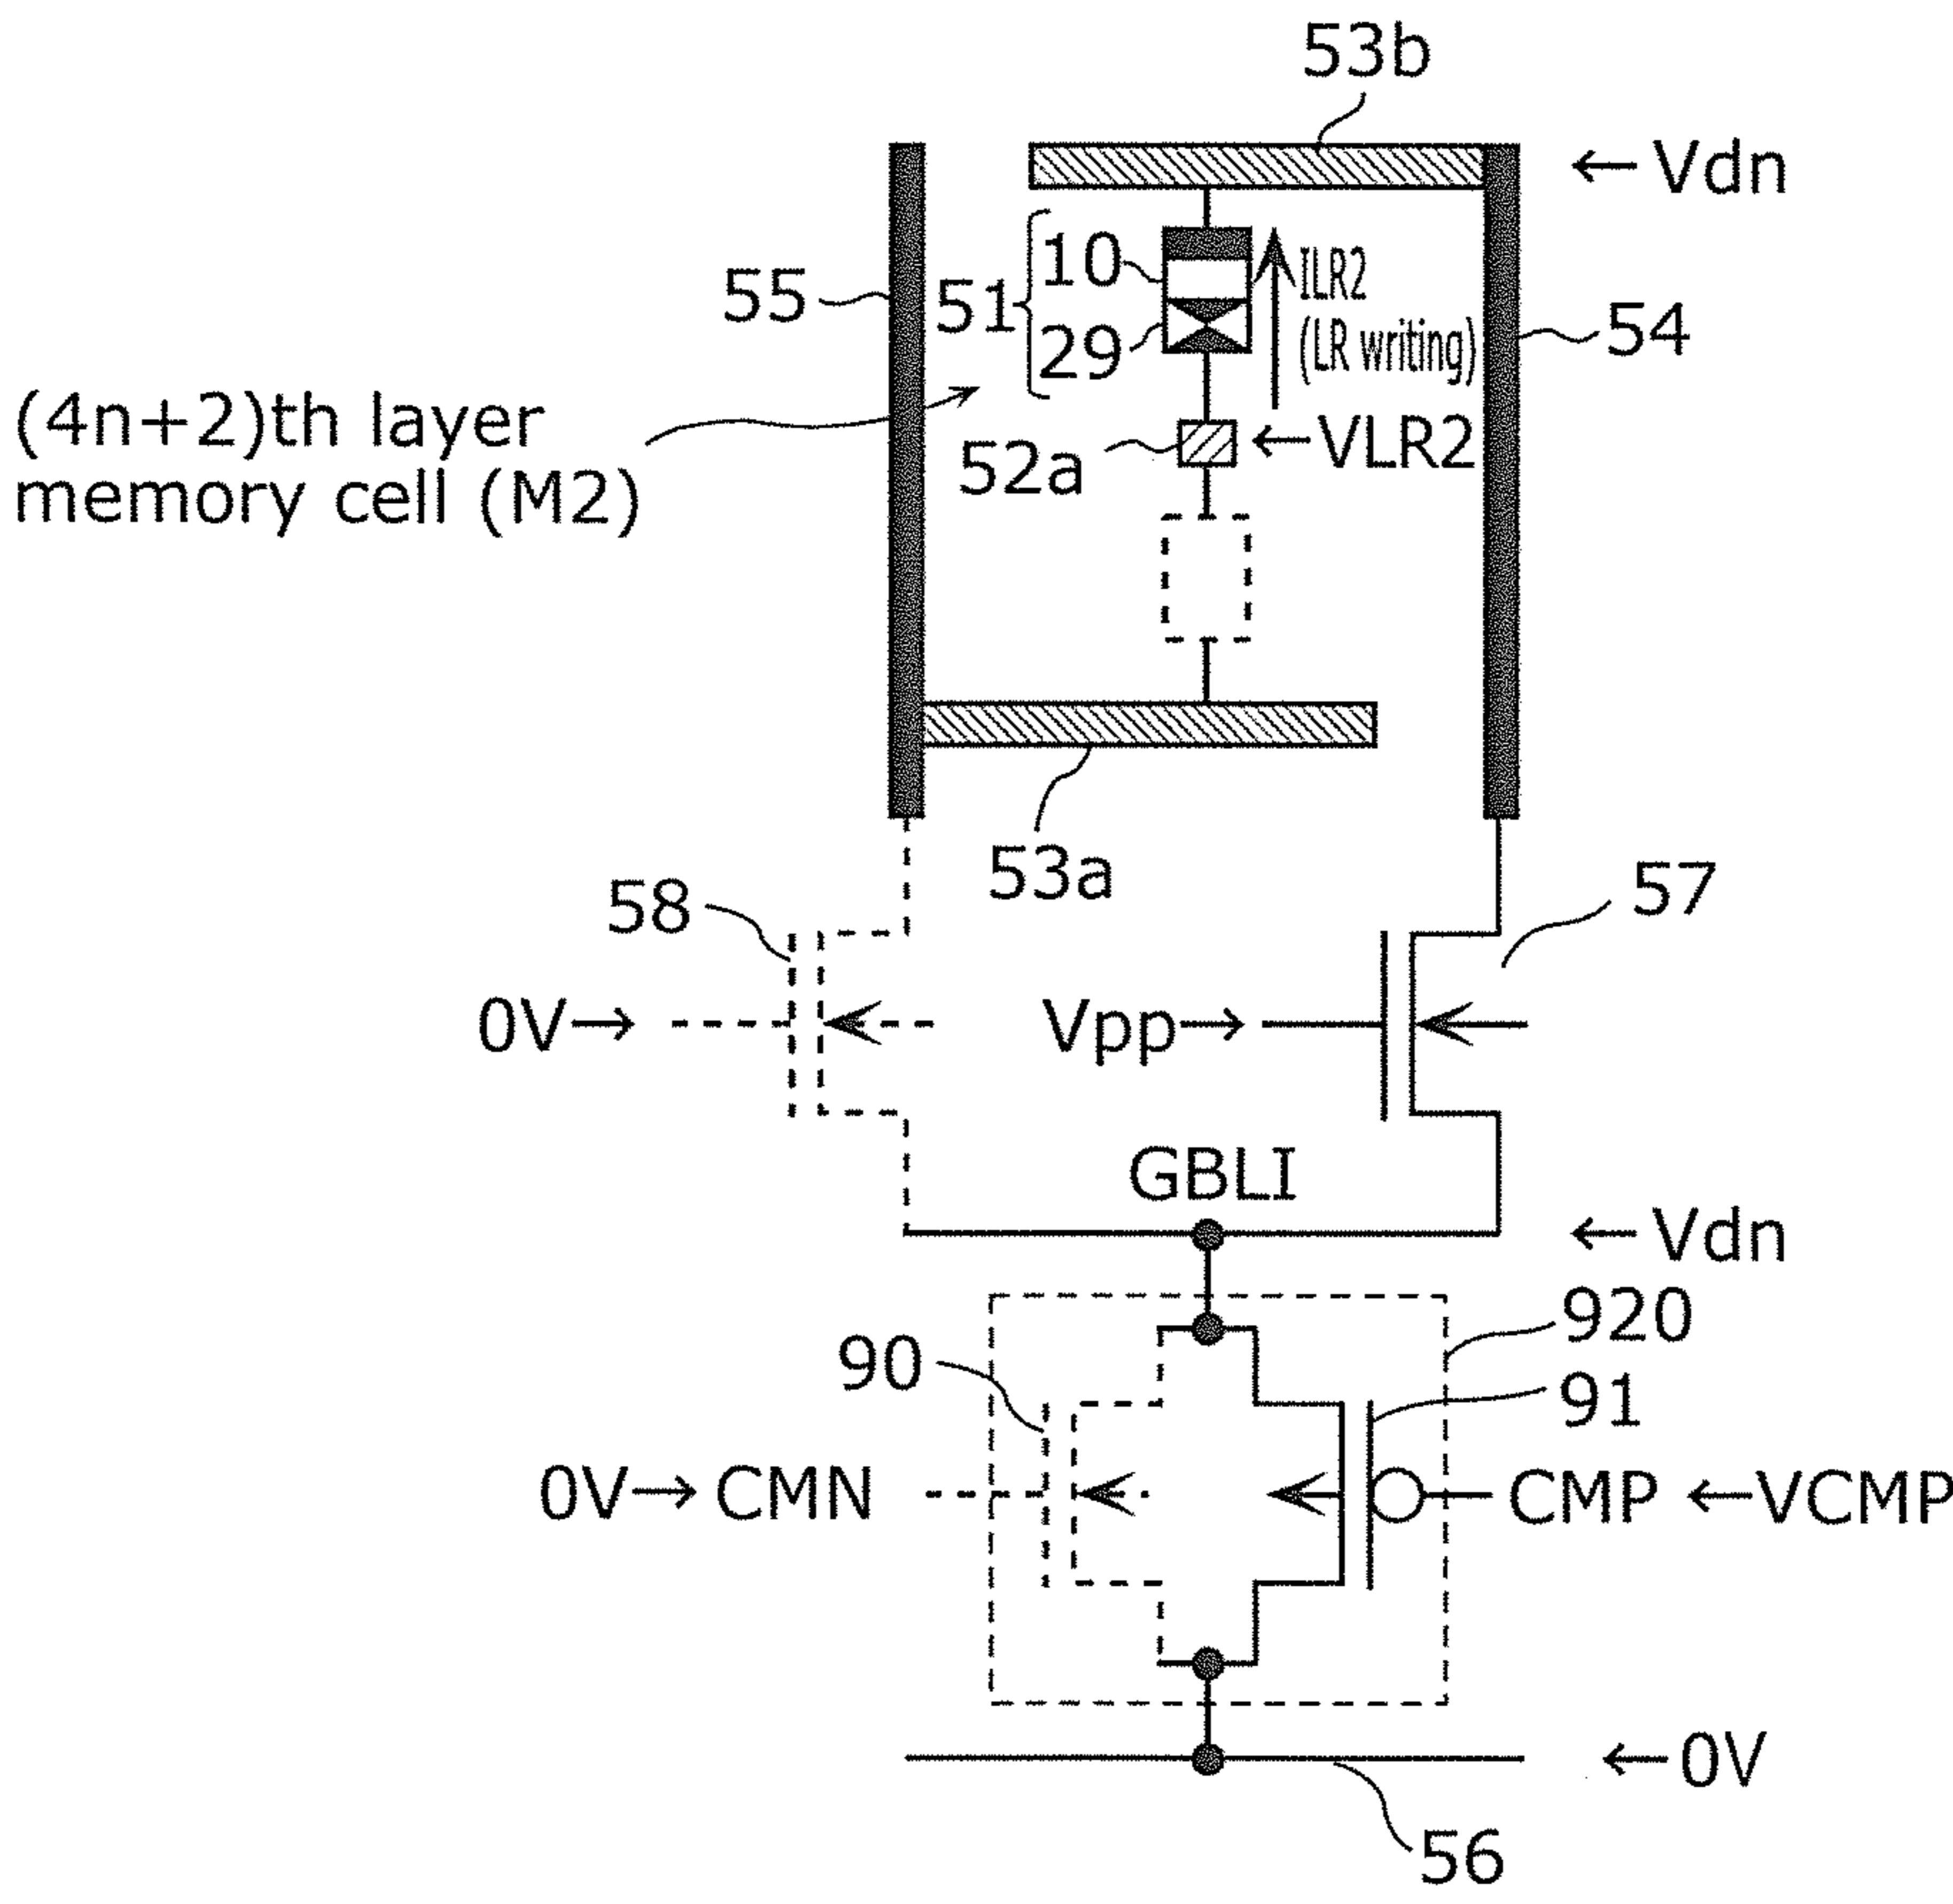 53b
← Vdn
10
ILR2
55
51
(LR writing)
54
29
(4n+2)th layer
memory cell (M2)
52a
←VLR2
53a
58
57
0V→
Vpp→
GBLI
← Vdn
920
90
91
0V→ CMN
CMP ←VCMP
←0V
56